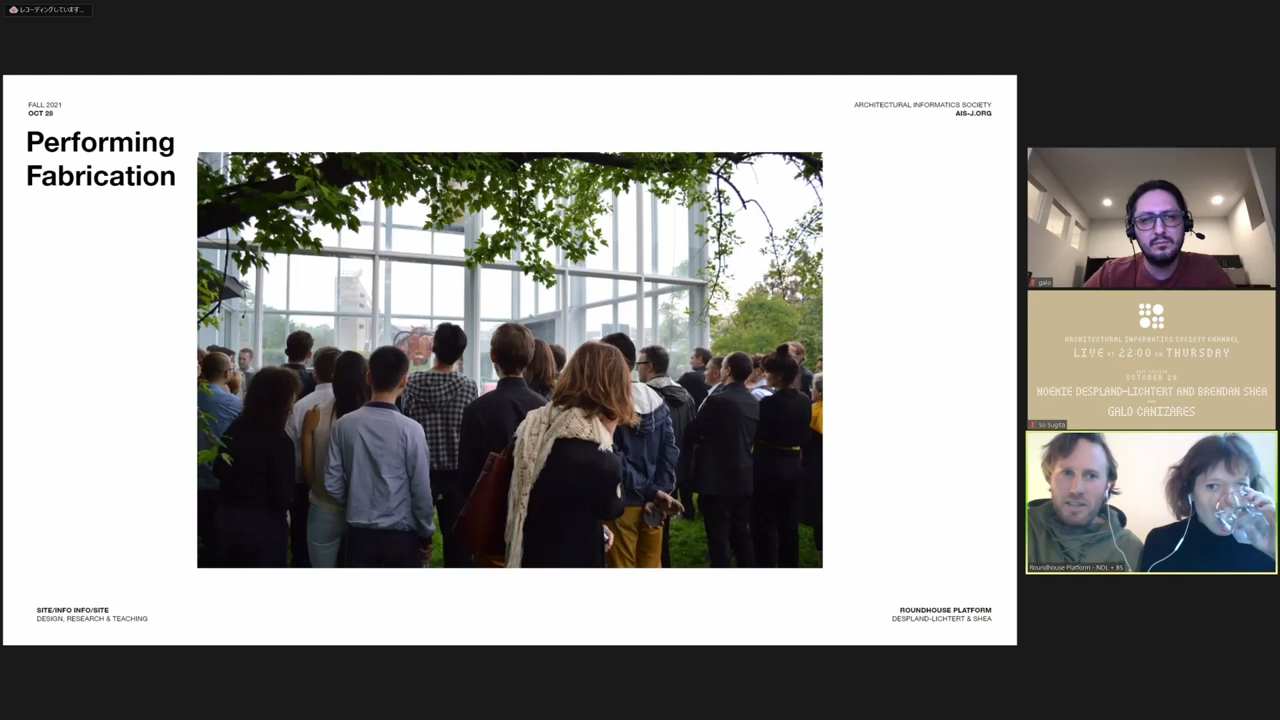 レコーディングしています...
FALL 2021
OCT 28
ARCHITECTURAL INFORMATICS SOCIETY
AIS-J.ORG
Performing
Fabrication
SITE/INFO INFO/SITE
DESIGN, RESEARCH & TEACHING
ROUNDHOUSE PLATFORM
DESPLAND-LICHTERT & SHEA
galo
ARCHITECTURAL INFORMATICS SOCIETY CHANNEL
LIVE AT 22:00 ON THURSDAY
OCTOBER 28
NOEMIE DESPLAND-LICHTERT AND BRENDAN SHEA
GALO CANIZARES
So Sugita
Roundhouse Platform - NDL + BS